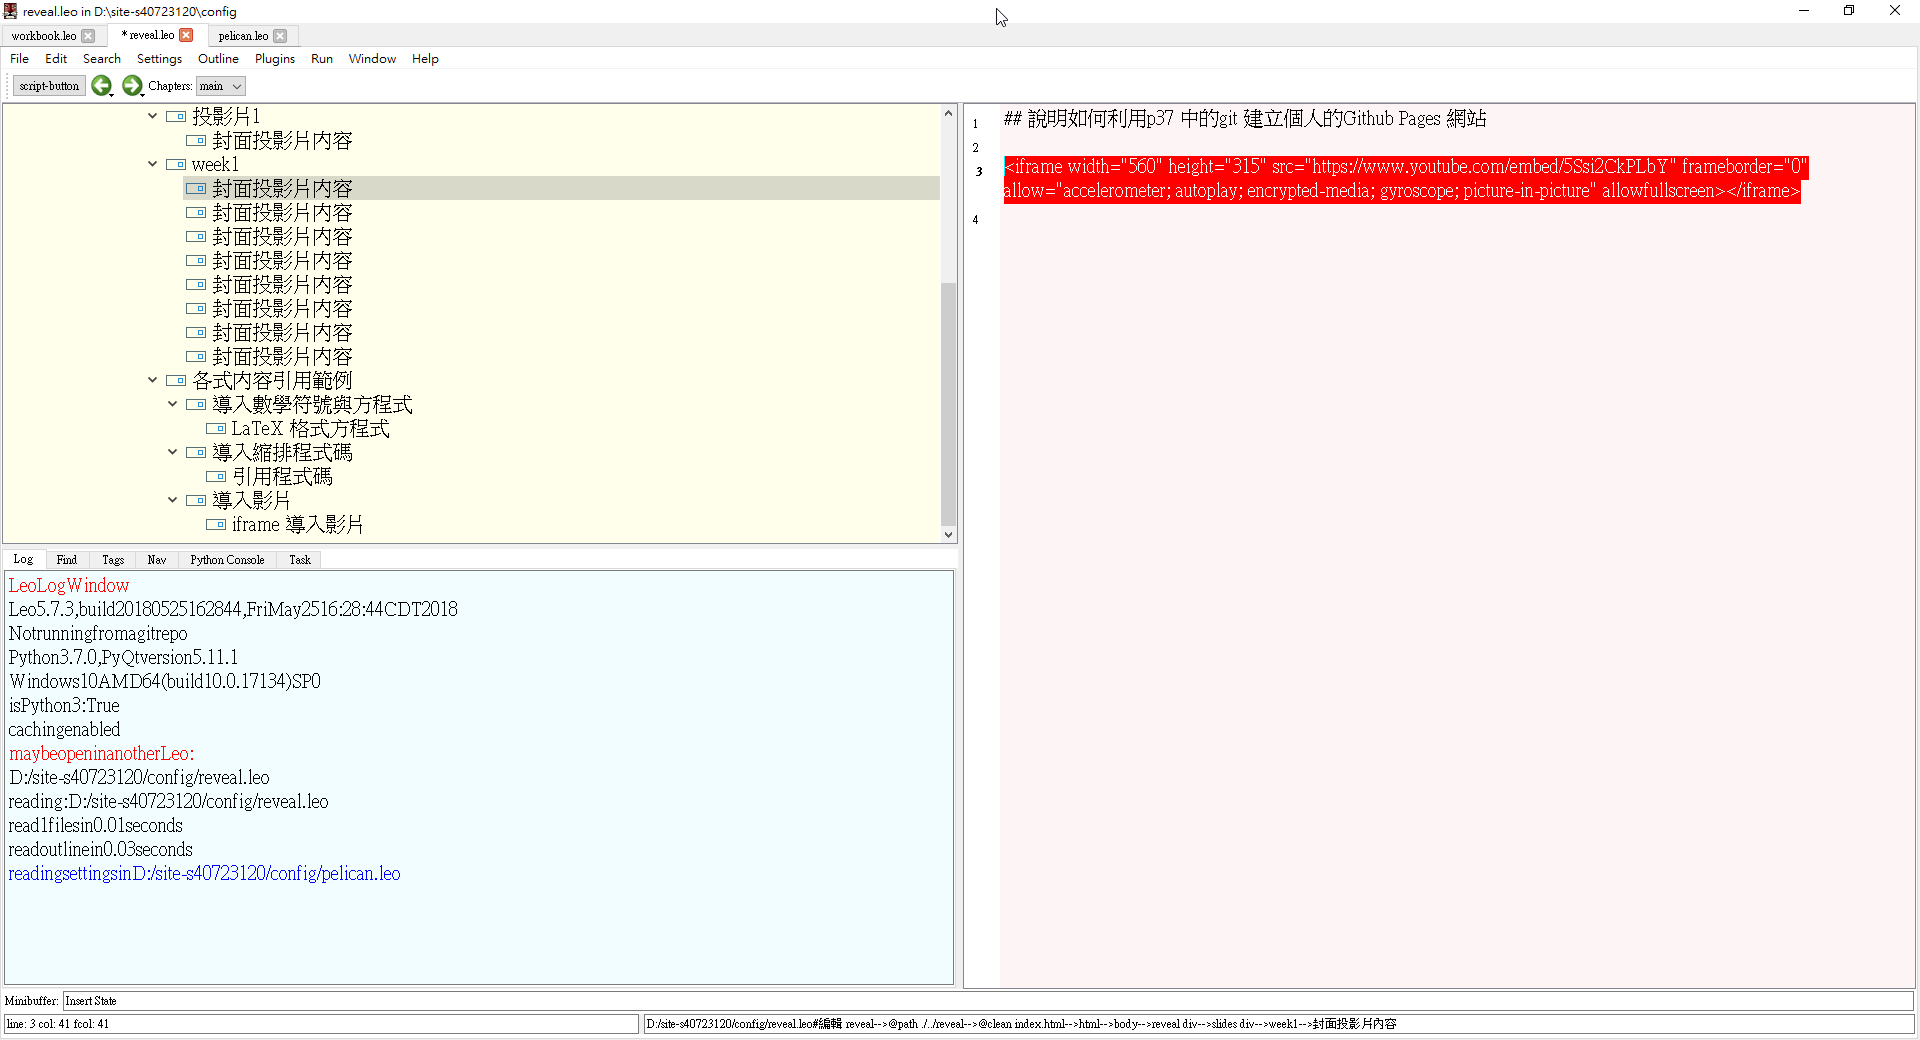 reveal.leo in D:\site-s40723120\config
workbook.leo
* reveal.leo
pelican.leo
File Edit Search Settings Outline Plugins Run Window Help
script-button Chapters: main
投影片1
封面投影片內容
week1
封面投影片內容
封面投影片內容
封面投影片內容
封面投影片內容
封面投影片內容
封面投影片內容
封面投影片內容
封面投影片內容
各式內容引用範例
導入數學符號與方程式
LaTeX 格式方程式
導入縮排程式碼
引用程式碼
導入影片
iframe 導入影片
1 ## 說明如何利用p37 中的git 建立個人的Github Pages 網站
2
3 <iframe width="560" height="315" src="https://www.youtube.com/embed/5Ssi2CkPLbY" frameborder="0"
allow="accelerometer; autoplay; encrypted-media; gyroscope; picture-in-picture" allowfullscreen></iframe>
4
Log Find Tags Nav Python Console Task
LeoLogWindow
Leo5.7.3,build20180525162844,FriMay2516:28:44CDT2018
Notrunningfromagitrepo
Python3.7.0,PyQtversion5.11.1
Windows10AMD64(build10.0.17134)SP0
isPython3:True
cachingenabled
maybeopeninanotherLeo:
D:/site-s40723120/config/reveal.leo
reading:D:/site-s40723120/config/reveal.leo
read1filesin0.01seconds
readoutlinein0.03seconds
readingsettingsinD:/site-s40723120/config/pelican.leo
Minibuffer: Insert State
line: 3 col: 41 fcol: 41
D:/site-s40723120/config/reveal.leo#編輯 reveal-->@path ./../reveal-->@clean index.html-->html-->body-->reveal div-->slides div-->week1-->封面投影片內容